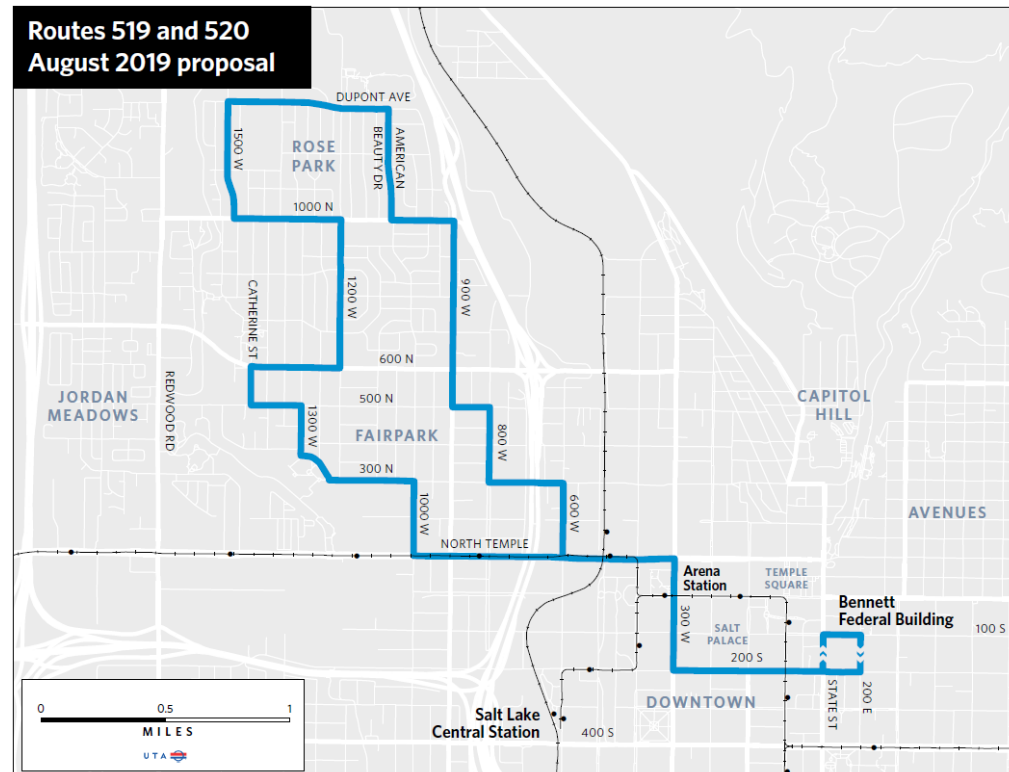 Routes 519 and 520
August 2019 proposal
DUPONT AVE
1500 W
ROSE
PARK
AMERICAN
BEAUTY DR
1000 N
CATHERINE ST
1200 W
900 W
600 N
JORDAN
MEADOWS
REDWOOD RD
500 N
1300 W
FAIRPARK
800 W
CAPITOL
HILL
300 N
1000 W
600 W
AVENUES
NORTH TEMPLE
Arena
Station
TEMPLE
SQUARE
Bennett
Federal Building
300 W
SALT
PALACE
100 S
200 S
STATE ST
200 E
DOWNTOWN
Salt Lake
Central Station
400 S
0 0.5 1
MILES
UTA